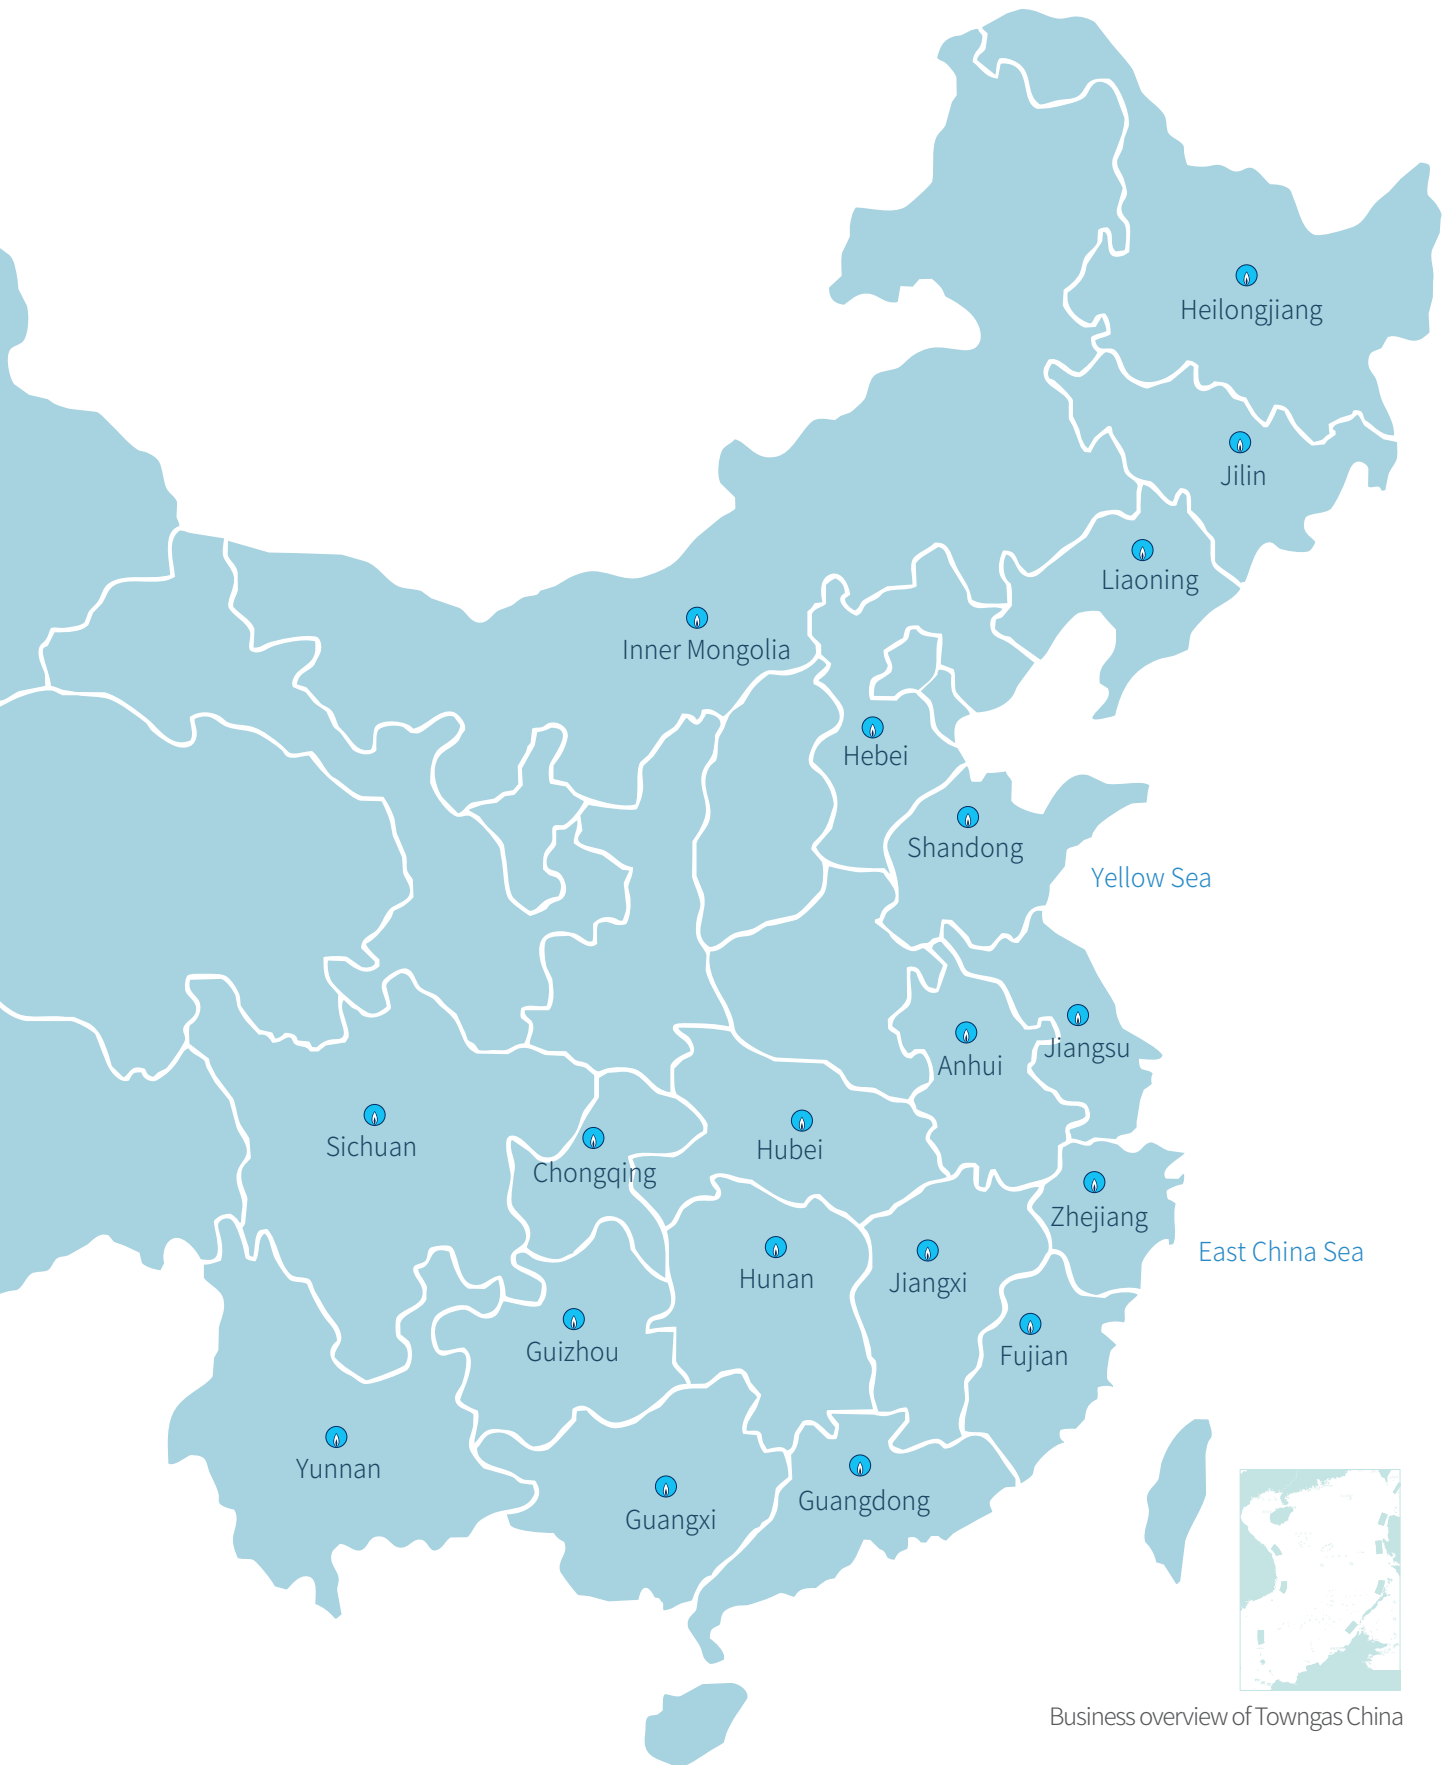 Heilongjiang
Jilin
Liaoning
Inner Mongolia
Hebei
Shandong
Yellow Sea
Jiangsu
Anhui
Sichuan
Hubei
Chongqing
Zhejiang
East China Sea
Hunan
Jiangxi
Guizhou
Fujian
Yunnan
Guangdong
Guangxi
Business overview of Towngas China